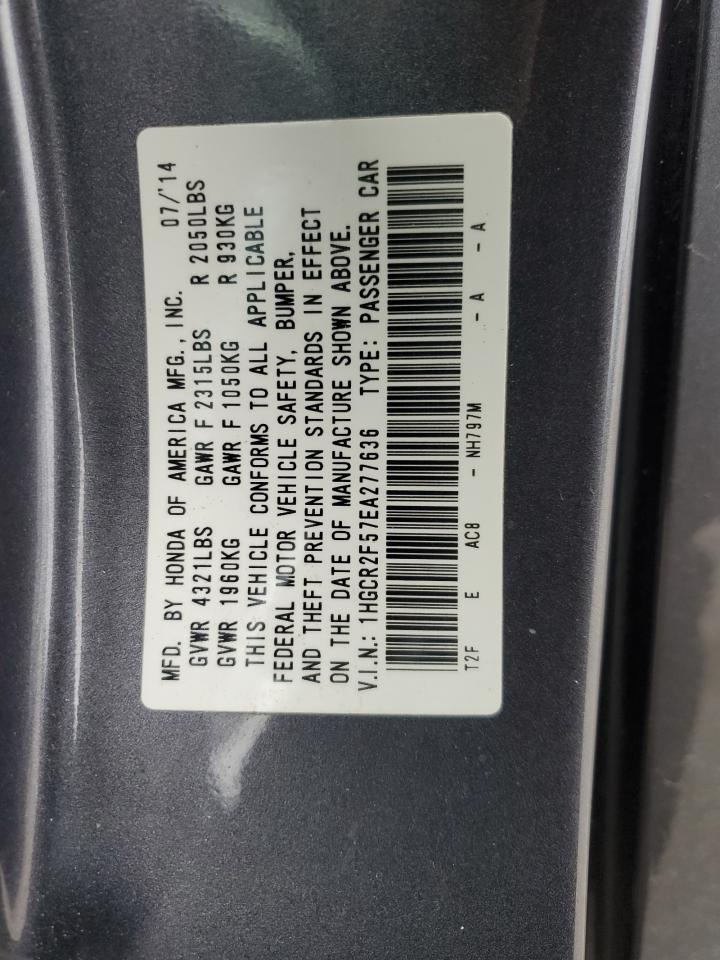 MFD. BY HONDA OF AMERICA MFG., INC. 07/'14
GVWR 4321LBS GAWR F 2315LBS R 2050LBS
GVWR 1960KG GAWR F 1050KG R 930KG
THIS VEHICLE CONFORMS TO ALL APPLICABLE
FEDERAL MOTOR VEHICLE SAFETY, BUMPER,
AND THEFT PREVENTION STANDARDS IN EFFECT
ON THE DATE OF MANUFACTURE SHOWN ABOVE.
V.I.N.: 1HGCR2F57EA277636 TYPE: PASSENGER CAR
T2F E AC8 - NH797M - A - A